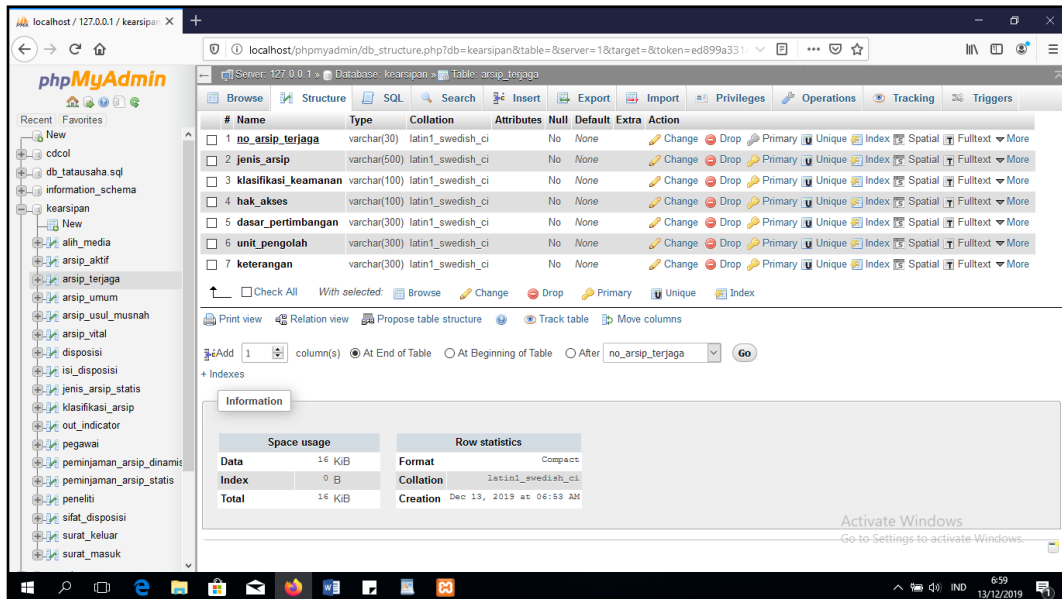 localhost / 127.0.0.1 / kearsipan
localhost/phpmyadmin/db_structure.php?db=kearsipan&table=&server=1&target=&token=ed899a331
phpMyAdmin
Recent Favorites
New
cdcol
db_tatausaha.sql
information_schema
kearsipan
New
alih_media
arsip_aktif
arsip_terjaga
arsip_umum
arsip_usul_musnah
arsip_vital
disposisi
isi_disposisi
jenis_arsip_statis
klasifikasi_arsip
out_indicator
pegawai
peminjaman_arsip_dinamis
peminjaman_arsip_statis
peneliti
sifat_disposisi
surat_keluar
surat_masuk
Server: 127.0.0.1 » Database: kearsipan » Table: arsip_terjaga
Browse Structure SQL Search Insert Export Import Privileges Operations Tracking Triggers
# Name Type Collation Attributes Null Default Extra Action
1 no_arsip_terjaga varchar(30) latin1_swedish_ci No None Change Drop Primary Unique Index Spatial Fulltext More
2 jenis_arsip varchar(500) latin1_swedish_ci No None Change Drop Primary Unique Index Spatial Fulltext More
3 klasifikasi_keamanan varchar(100) latin1_swedish_ci No None Change Drop Primary Unique Index Spatial Fulltext More
4 hak_akses varchar(100) latin1_swedish_ci No None Change Drop Primary Unique Index Spatial Fulltext More
5 dasar_pertimbangan varchar(300) latin1_swedish_ci No None Change Drop Primary Unique Index Spatial Fulltext More
6 unit_pengolah varchar(300) latin1_swedish_ci No None Change Drop Primary Unique Index Spatial Fulltext More
7 keterangan varchar(300) latin1_swedish_ci No None Change Drop Primary Unique Index Spatial Fulltext More
Check All With selected: Browse Change Drop Primary Unique Index
Print view Relation view Propose table structure Track table Move columns
Add 1 column(s) At End of Table At Beginning of Table After no_arsip_terjaga Go
+ Indexes
Information
Space usage
Data 16 KiB
Index 0 B
Total 16 KiB
Row statistics
Format Compact
Collation latin1_swedish_ci
Creation Dec 13, 2019 at 06:53 AM
Activate Windows
Go to Settings to activate Windows.
IND
6:59
13/12/2019